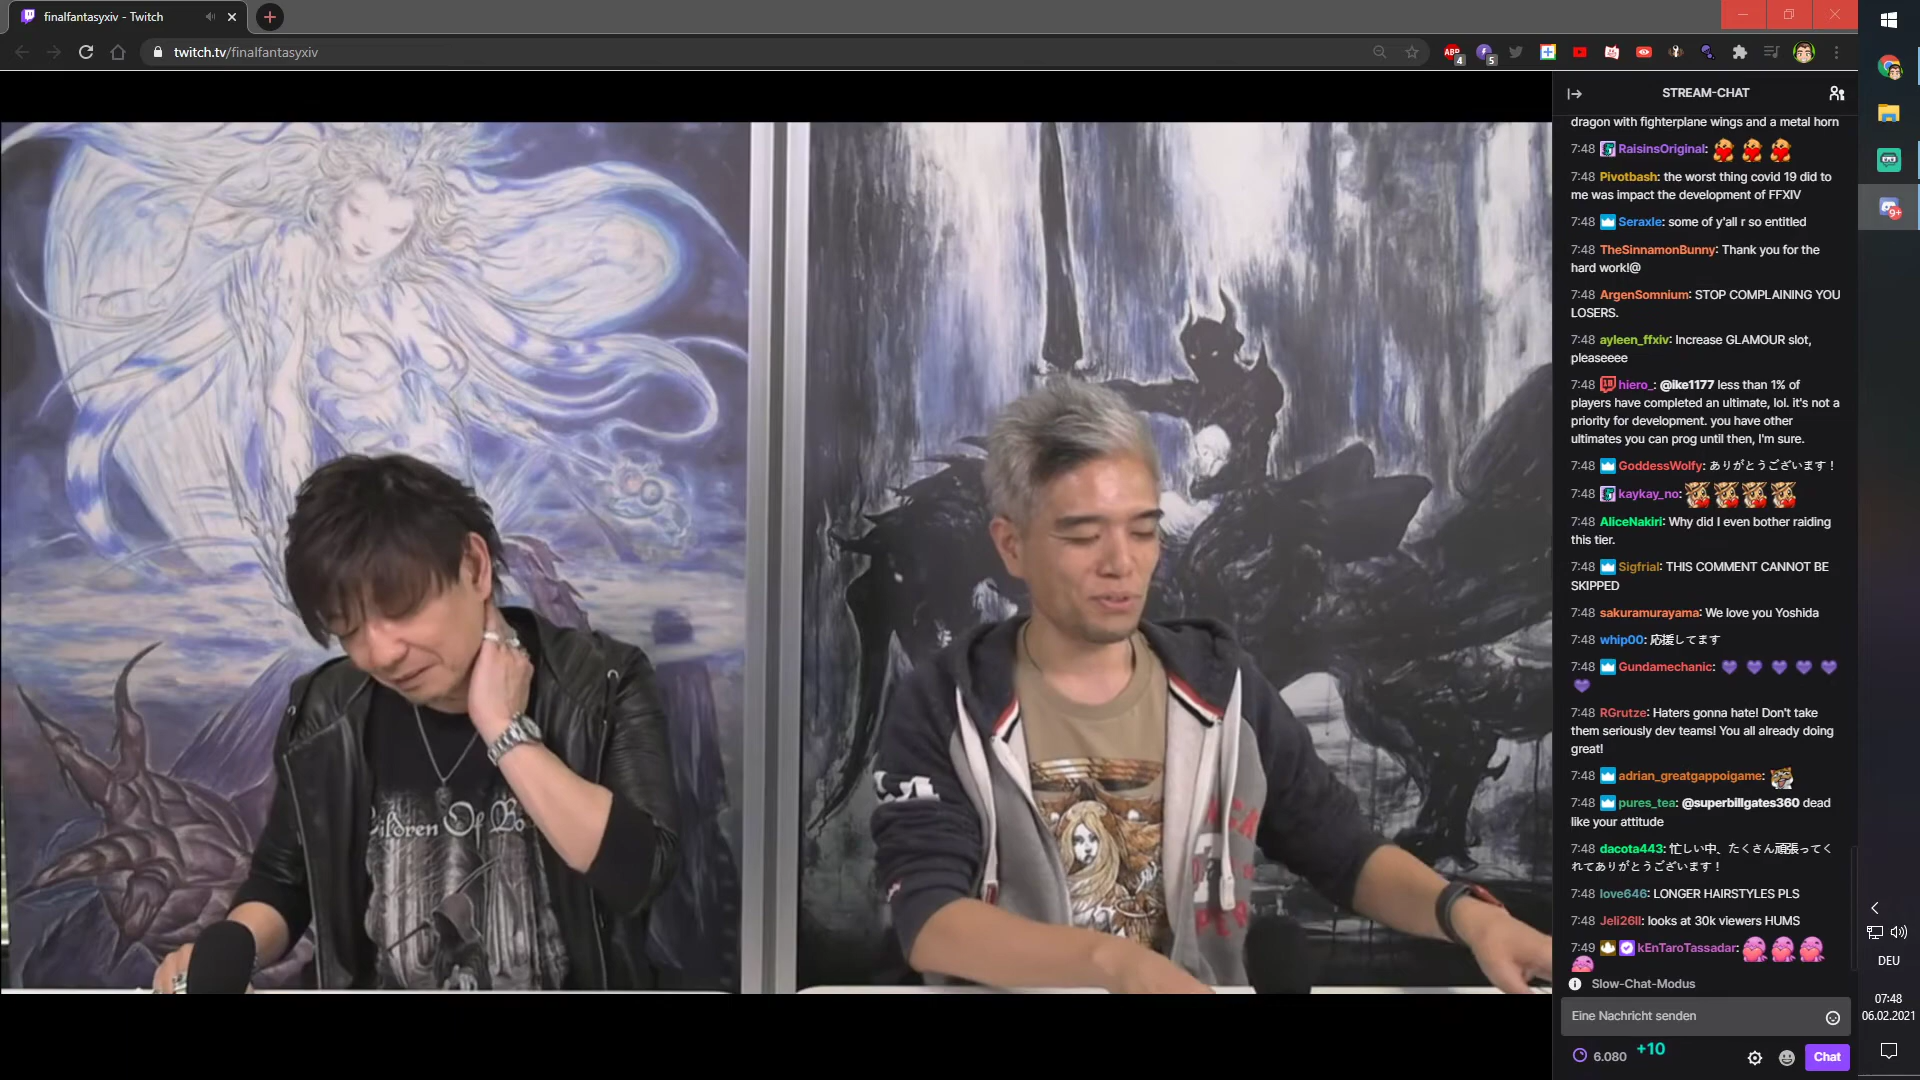 finalfantasyxiv - Twitch
twitch.tv/finalfantasyxiv
ABP
4
5
STREAM-CHAT
dragon with fighterplane wings and a metal horn
7:48 RaisinsOriginal:
7:48 Pivotbash: the worst thing covid 19 did to
me was impact the development of FFXIV
7:48 Seraxle: some of y'all r so entitled
7:48 TheSinnamonBunny: Thank you for the
hard work!@
7:48 ArgenSomnium: STOP COMPLAINING YOU
LOSERS.
7:48 ayleen_ffxiv: Increase GLAMOUR slot,
pleaseeee
7:48 hiero_: @ike1177 less than 1% of
players have completed an ultimate, lol. it's not a
priority for development. you have other
ultimates you can prog until then, I'm sure.
7:48 GoddessWolfy: ありがとうございます！
7:48 kaykay_no:
7:48 AliceNakiri: Why did I even bother raiding
this tier.
7:48 Sigfrial: THIS COMMENT CANNOT BE
SKIPPED
7:48 sakuramurayama: We love you Yoshida
7:48 whip00: 応援してます
7:48 Gundamechanic:
7:48 RGrutze: Haters gonna hate! Don't take
them seriously dev teams! You all already doing
great!
7:48 adrian_greatgappoigame:
7:48 pures_tea: @superbillgates360 dead
like your attitude
7:48 dacota443: 忙しい中、たくさん頑張ってく
れてありがとうございます！
7:48 love646: LONGER HAIRSTYLES PLS
7:48 Jeli26ll: looks at 30k viewers HUMS
7:49 kEnTaroTassadar:
Slow-Chat-Modus
Eine Nachricht senden
6.080 +10
Chat
Children Of Bo
9+
DEU
07:48
06.02.2021